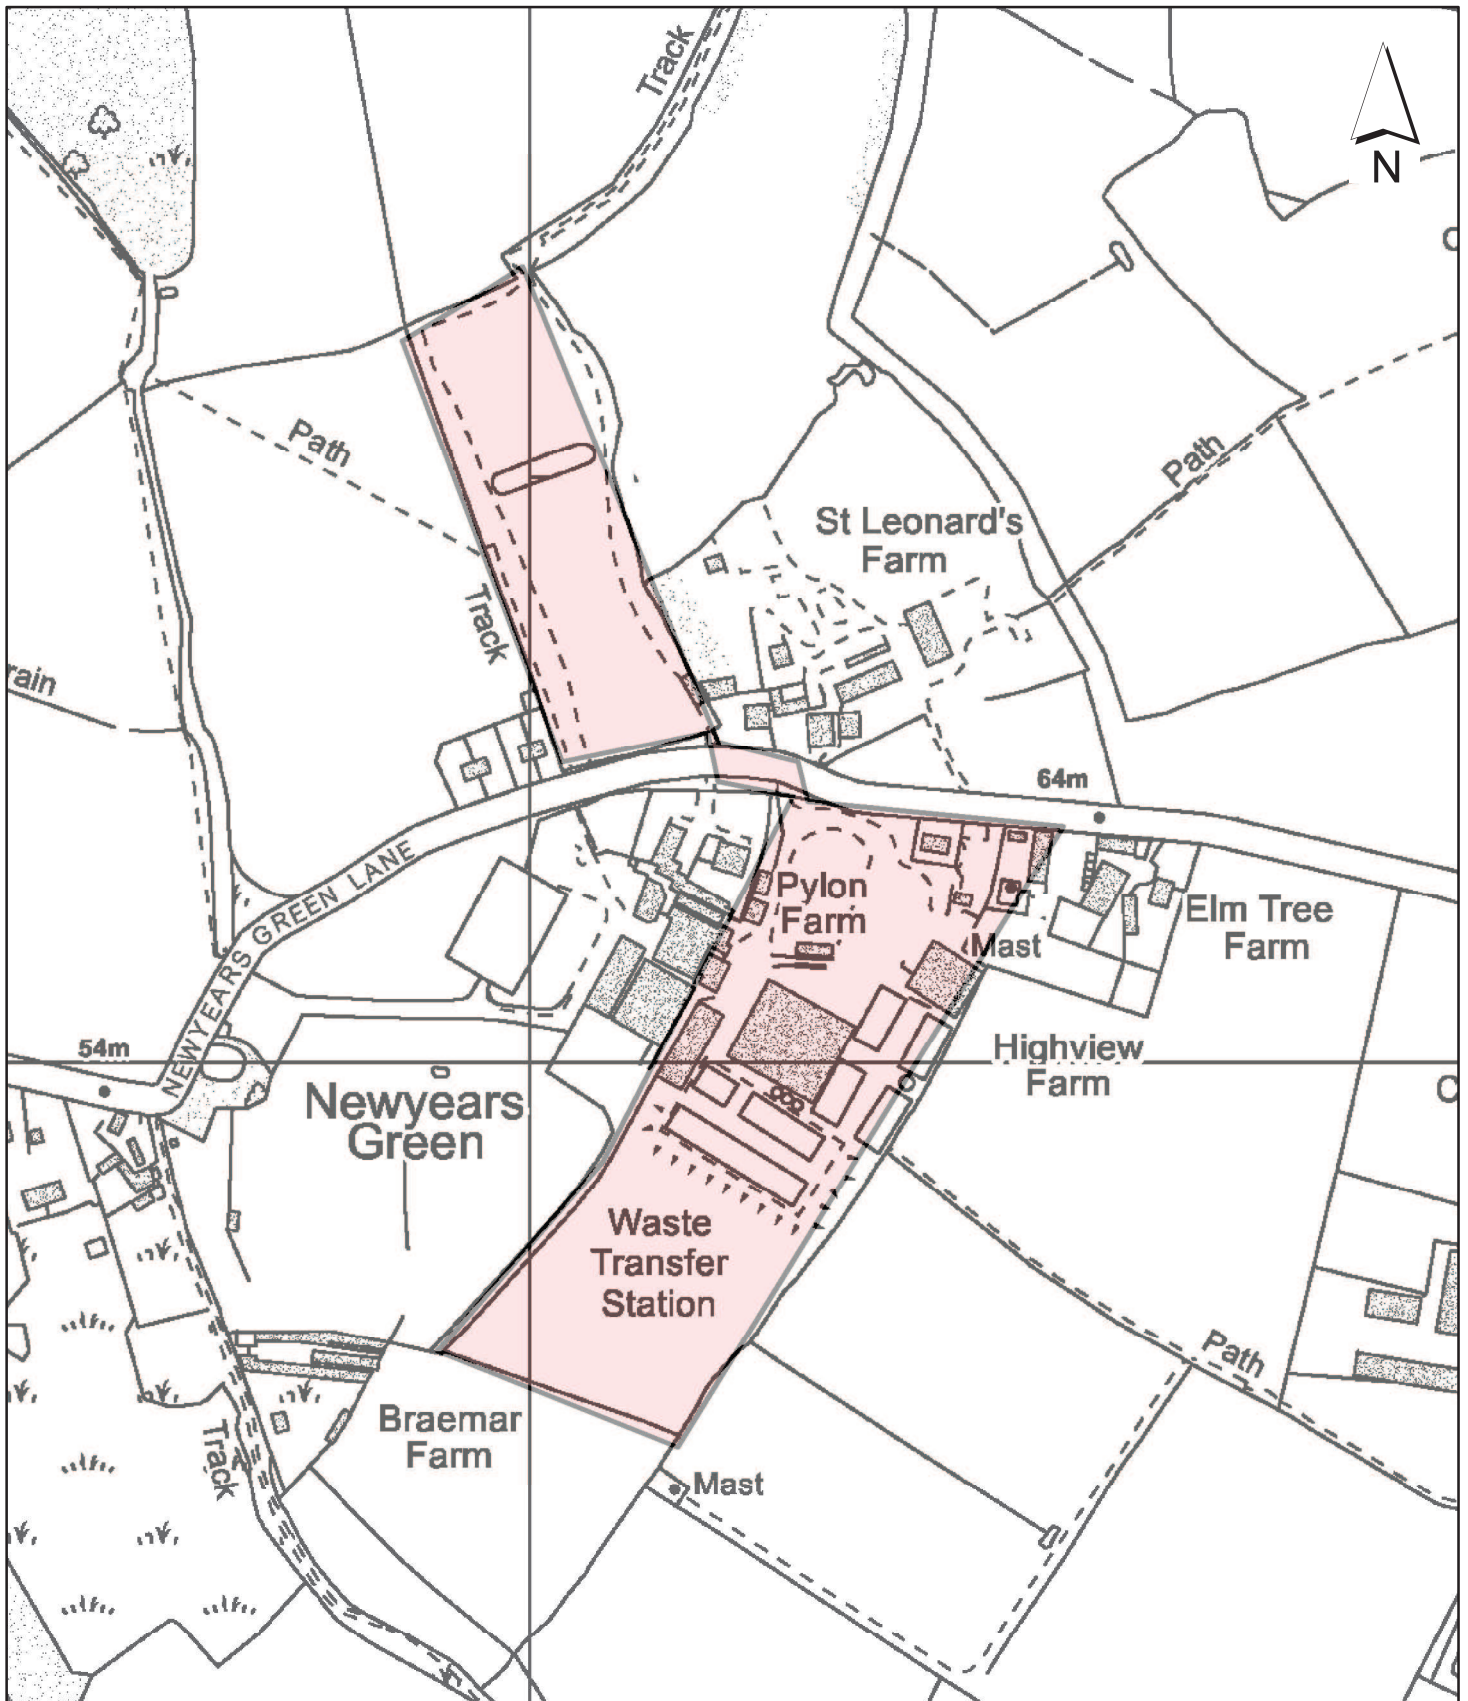 Track
N
Path
Path
St Leonard's
Farm
Track
rain
64m
NEWYEARS GREEN LANE
Pylon
Farm
Elm Tree
Farm
Mast
54m
Highview
Farm
Newyears
Green
Waste
Transfer
Station
Path
Braemar
Farm
Track
Mast